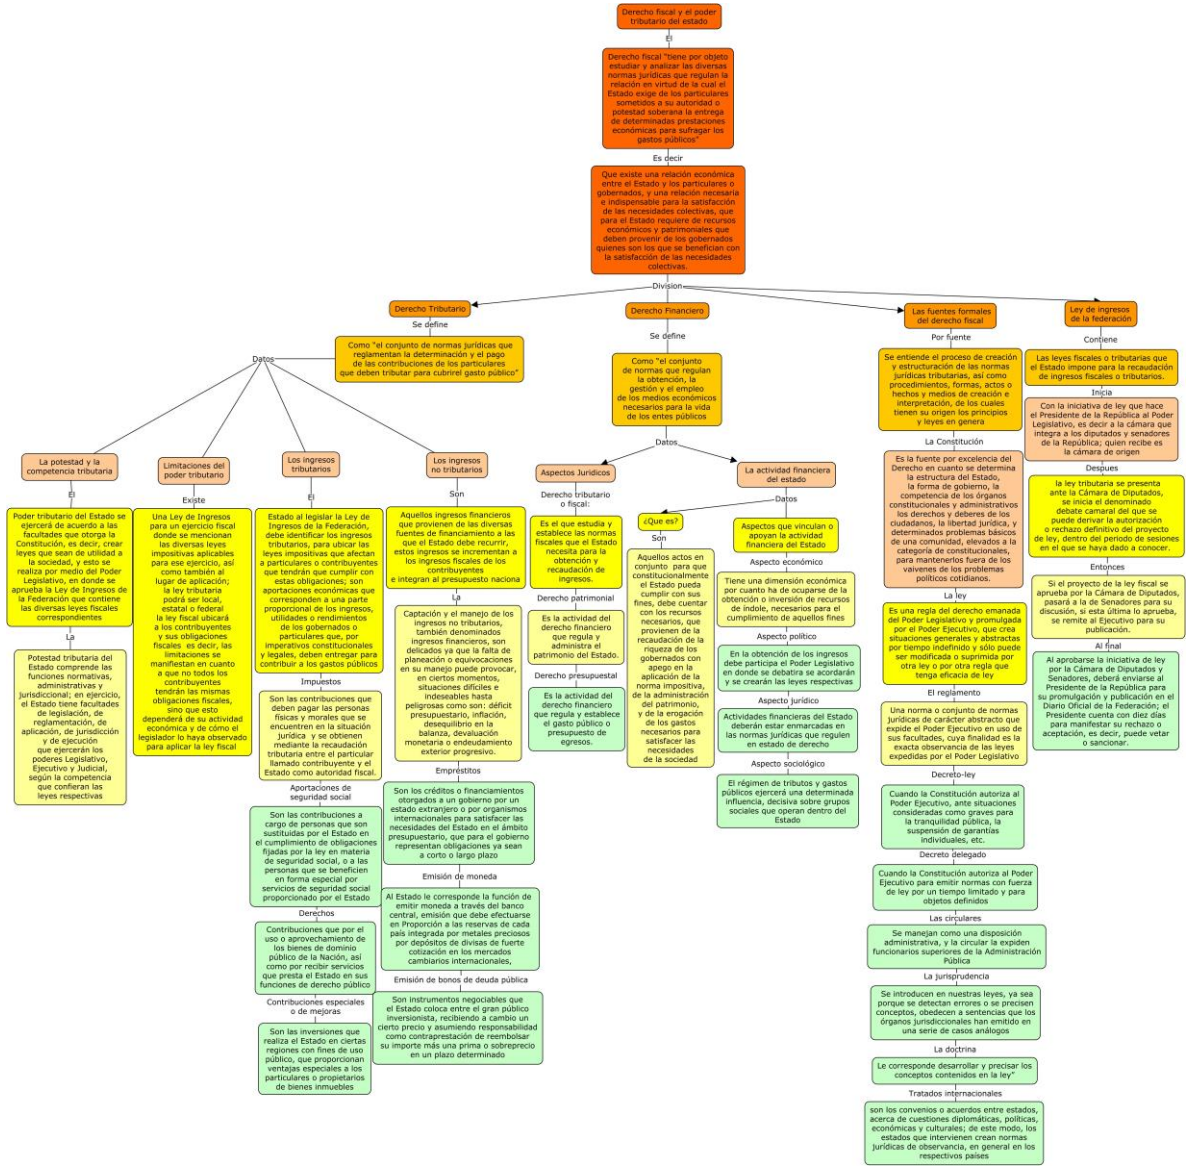 Derecho fiscal y el poder
tributario del estado
El
Derecho fiscal "tiene por objeto
estudiar y analizar las diversas
normas jurídicas que regulan la
relación en virtud de la cual el
Estado exige de los particulares
sometidos a su autoridad o
potestad soberana la entrega
de determinadas prestaciones
económicas para sufragar los
gastos públicos"
Es decir
Que existe una relación económica
entre el Estado y los particulares o
gobernados, y una relación necesaria
e indispensable para la satisfacción
de las necesidades colectivas, que
para el Estado requiere de recursos
económicos y patrimoniales que
deben provenir de los gobernados
quienes son los que se benefician con
la satisfacción de las necesidades
colectivas.
Division
Derecho Tributario
Se define
Como "el conjunto de normas jurídicas que
reglamentan la determinación y el pago
de las contribuciones de los particulares
que deben tributar para cubrirel gasto público"
Datos
La potestad y la
competencia tributaria
El
Poder tributario del Estado se
ejercerá de acuerdo a las
facultades que otorga la
Constitución, es decir, crear
leyes que sean de utilidad a
la sociedad, y esto se
realiza por medio del Poder
Legislativo, en donde se
aprueba la Ley de Ingresos de
la Federación que contiene
las diversas leyes fiscales
correspondientes
La
Potestad tributaria del
Estado comprende las
funciones normativas,
administrativas y
jurisdiccional; en ejercicio,
el Estado tiene facultades
de legislación, de
reglamentación, de
aplicación, de jurisdicción
y de ejecución
que ejercerán los
poderes Legislativo,
Ejecutivo y Judicial,
según la competencia
que confieran las
leyes respectivas
Limitaciones del
poder tributario
Existe
Una Ley de Ingresos
para un ejercicio fiscal
donde se mencionan
las diversas leyes
impositivas aplicables
para ese ejercicio, así
como también al
lugar de aplicación;
la ley tributaria
podrá ser local,
estatal o federal
la ley fiscal ubicará
a los contribuyentes
y sus obligaciones
fiscales es decir, las
limitaciones se
manifiestan en cuanto
a que no todos los
contribuyentes
tendrán las mismas
obligaciones fiscales,
sino que esto
dependerá de su actividad
económica y de cómo el
legislador lo haya observado
para aplicar la ley fiscal
Los ingresos
tributarios
El
Estado al legislar la Ley de
Ingresos de la Federación,
debe identificar los ingresos
tributarios, para ubicar las
leyes impositivas que afectan
a particulares o contribuyentes
que tendrán que cumplir con
estas obligaciones; son
aportaciones económicas que
corresponden a una parte
proporcional de los ingresos,
utilidades o rendimientos
de los gobernados o
particulares que, por
imperativos constitucionales
y legales, deben entregar para
contribuir a los gastos públicos
Impuestos
Son las contribuciones que
deben pagar las personas
físicas y morales que se
encuentren en la situación
jurídica y se obtienen
mediante la recaudación
tributaria entre el particular
llamado contribuyente y el
Estado como autoridad fiscal.
Aportaciones de
seguridad social
Son las contribuciones a
cargo de personas que son
sustituidas por el Estado en
el cumplimiento de obligaciones
fijadas por la ley en materia
de seguridad social, o a las
personas que se beneficien
en forma especial por
servicios de seguridad social
proporcionado por el Estado
Derechos
Contribuciones que por el
uso o aprovechamiento de
los bienes de dominio
público de la Nación, así
como por recibir servicios
que presta el Estado en sus
funciones de derecho público
Contribuciones especiales
o de mejoras
Son las inversiones que
realiza el Estado en ciertas
regiones con fines de uso
público, que proporcionan
ventajas especiales a los
particulares o propietarios
de bienes inmuebles
Los ingresos
no tributarios
Son
Aquellos ingresos financieros
que provienen de las diversas
fuentes de financiamiento a las
que el Estado debe recurrir,
estos ingresos se incrementan a
los ingresos fiscales de los
contribuyentes
e integran al presupuesto naciona
La
Captación y el manejo de los
ingresos no tributarios,
también denominados
ingresos financieros, son
delicados ya que la falta de
planeación o equivocaciones
en su manejo puede provocar,
en ciertos momentos,
situaciones difíciles e
indeseables hasta
peligrosas como son: déficit
presupuestario, inflación,
desequilibrio en la
balanza, devaluación
monetaria o endeudamiento
exterior progresivo.
Empréstitos
Son los créditos o financiamientos
otorgados a un gobierno por un
estado extranjero o por organismos
internacionales para satisfacer las
necesidades del Estado en el ámbito
presupuestario, que para el gobierno
representan obligaciones ya sean
a corto o largo plazo
Emisión de moneda
Al Estado le corresponde la función de
emitir moneda a través del banco
central, emisión que debe efectuarse
en Proporción a las reservas de cada
país integrada por metales preciosos
por depósitos de divisas de fuerte
cotización en los mercados
cambiarios internacionales,
Emisión de bonos de deuda pública
Son instrumentos negociables que
el Estado coloca entre el gran público
inversionista, recibiendo a cambio un
cierto precio y asumiendo responsabilidad
como contraprestación de reembolsar
su importe más una prima o sobreprecio
en un plazo determinado
Derecho Financiero
Se define
Como "el conjunto
de normas que regulan
la obtención, la
gestión y el empleo
de los medios económicos
necesarios para la vida
de los entes públicos
Datos
Aspectos Juridicos
Derecho tributario
o fiscal:
Es el que estudia y
establece las normas
fiscales que el Estado
necesita para la
obtención y
recaudación de
ingresos.
Derecho patrimonial
Es la actividad del
derecho financiero
que regula y
administra el
patrimonio del Estado.
Derecho presupuestal
Es la actividad del
derecho financiero
que regula y establece
el gasto público o
presupuesto de
egresos.
La actividad financiera
del estado
Datos
¿Que es?
Son
Aquellos actos en
conjunto para que
constitucionalmente
el Estado pueda
cumplir con sus
fines, debe contar
con los recursos
necesarios, que
provienen de la
recaudación de la
riqueza de los
gobernados con
apego en la
aplicación de la
norma impositiva,
de la administración
del patrimonio,
y de la erogación
de los gastos
necesarios para
satisfacer las
necesidades
de la sociedad
Aspectos que vinculan o
apoyan la actividad
financiera del Estado
Aspecto económico
Tiene una dimensión económica
por cuanto ha de ocuparse de la
obtención o inversión de recursos
de índole, necesarios para el
cumplimiento de aquellos fines
Aspecto político
En la obtención de los ingresos
debe participa el Poder Legislativo
en donde se debatira se acordarán
y se crearán las leyes respectivas
Aspecto jurídico
Actividades financieras del Estado
deberán estar enmarcadas en
las normas jurídicas que regulen
en estado de derecho
Aspecto sociológico
El régimen de tributos y gastos
públicos ejercerá una determinada
influencia, decisiva sobre grupos
sociales que operan dentro del
Estado
Las fuentes formales
del derecho fiscal
Por fuente
Se entiende el proceso de creación
y estructuración de las normas
jurídicas tributarias, así como
procedimientos, formas, actos o
hechos y medios de creación e
interpretación, de los cuales
tienen su origen los principios
y leyes en genera
La Constitución
Es la fuente por excelencia del
Derecho en cuanto se determina
la estructura del Estado,
la forma de gobierno, la
competencia de los órganos
constitucionales y administrativos
los derechos y deberes de los
ciudadanos, la libertad jurídica, y
determinados problemas básicos
de una comunidad, elevados a la
categoría de constitucionales,
para mantenerlos fuera de los
vaivenes de los problemas
políticos cotidianos.
La ley
Es una regla del derecho emanada
del Poder Legislativo y promulgada
por el Poder Ejecutivo, que crea
situaciones generales y abstractas
por tiempo indefinido y sólo puede
ser modificada o suprimida por
otra ley o por otra regla que
tenga eficacia de ley
El reglamento
Una norma o conjunto de normas
jurídicas de carácter abstracto que
expide el Poder Ejecutivo en uso de
sus facultades, cuya finalidad es la
exacta observancia de las leyes
expedidas por el Poder Legislativo
Decreto-ley
Cuando la Constitución autoriza al
Poder Ejecutivo, ante situaciones
consideradas como graves para
la tranquilidad pública, la
suspensión de garantías
individuales, etc.
Decreto delegado
Cuando la Constitución autoriza al Poder
Ejecutivo para emitir normas con fuerza
de ley por un tiempo limitado y para
objetos definidos
Las circulares
Se manejan como una disposición
administrativa, y la circular la expiden
funcionarios superiores de la Administración
Pública
La jurisprudencia
Se introducen en nuestras leyes, ya sea
porque se detectan errores o se precisen
conceptos, obedecen a sentencias que los
órganos jurisdiccionales han emitido en
una serie de casos análogos
La doctrina
Le corresponde desarrollar y precisar los
conceptos contenidos en la ley"
Tratados internacionales
son los convenios o acuerdos entre estados,
acerca de cuestiones diplomáticas, políticas,
económicas y culturales; de este modo, los
estados que intervienen crean normas
jurídicas de observancia, en general en los
respectivos países
Ley de ingresos
de la federación
Contiene
Las leyes fiscales o tributarias que
el Estado impone para la recaudación
de ingresos fiscales o tributarios.
Inicia
Con la iniciativa de ley que hace
el Presidente de la República al Poder
Legislativo, es decir a la cámara que
integra a los diputados y senadores
de la República; quien recibe es
la cámara de origen
Despues
la ley tributaria se presenta
ante la Cámara de Diputados,
se inicia el denominado
debate camaral del que se
puede derivar la autorización
o rechazo definitivo del proyecto
de ley, dentro del periodo de sesiones
en el que se haya dado a conocer.
Entonces
Si el proyecto de la ley fiscal se
aprueba por la Cámara de Diputados,
pasará a la de Senadores para su
discusión, si esta última lo aprueba,
se remite al Ejecutivo para su
publicación.
Al final
Al aprobarse la iniciativa de ley
por la Cámara de Diputados y
Senadores, deberá enviarse al
Presidente de la República para
su promulgación y publicación en el
Diario Oficial de la Federación; el
Presidente cuenta con diez días
para manifestar su rechazo o
aceptación, es decir, puede vetar
o sancionar.